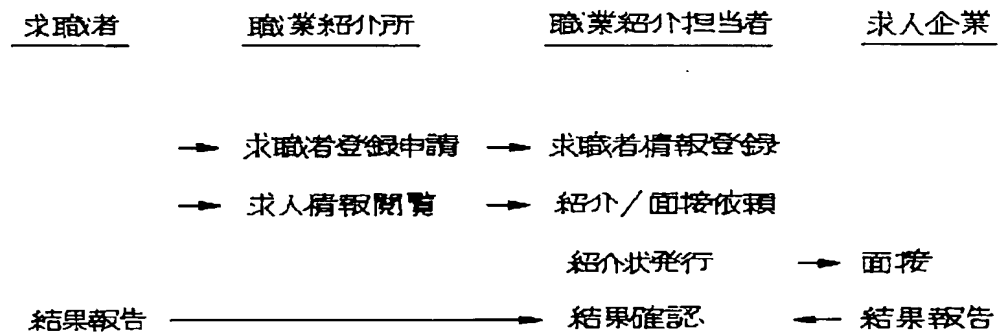 求職者 職業紹介所 職業紹介担当者 求人企業
→ 求職者登録申請 → 求職者情報登録
→ 求人情報閲覧 → 紹介／面接依頼
紹介状発行 → 面接
結果報告 → 結果確認 ← 結果報告